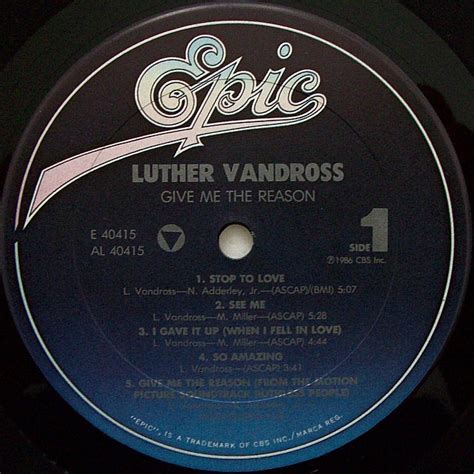 Epic
LUTHER VANDROSS
GIVE ME THE REASON
E 40415
AL 40415
SIDE 1
℗1986 CBS Inc.
1. STOP TO LOVE
L. Vandross—N. Adderley, Jr.—(ASCAP)/(BMI) 5:07
2. SEE ME
L. Vandross—M. Miller—(ASCAP) 5:28
3. I GAVE IT UP (WHEN I FELL IN LOVE)
L. Vandross—M. Miller—(ASCAP) 4:44
4. SO AMAZING
L. Vandross—(ASCAP) 3:41
5. GIVE ME THE REASON (FROM THE MOTION
PICTURE SOUNDTRACK RUTHLESS PEOPLE)
"EPIC", IS A TRADEMARK OF CBS INC./MARCA REG.